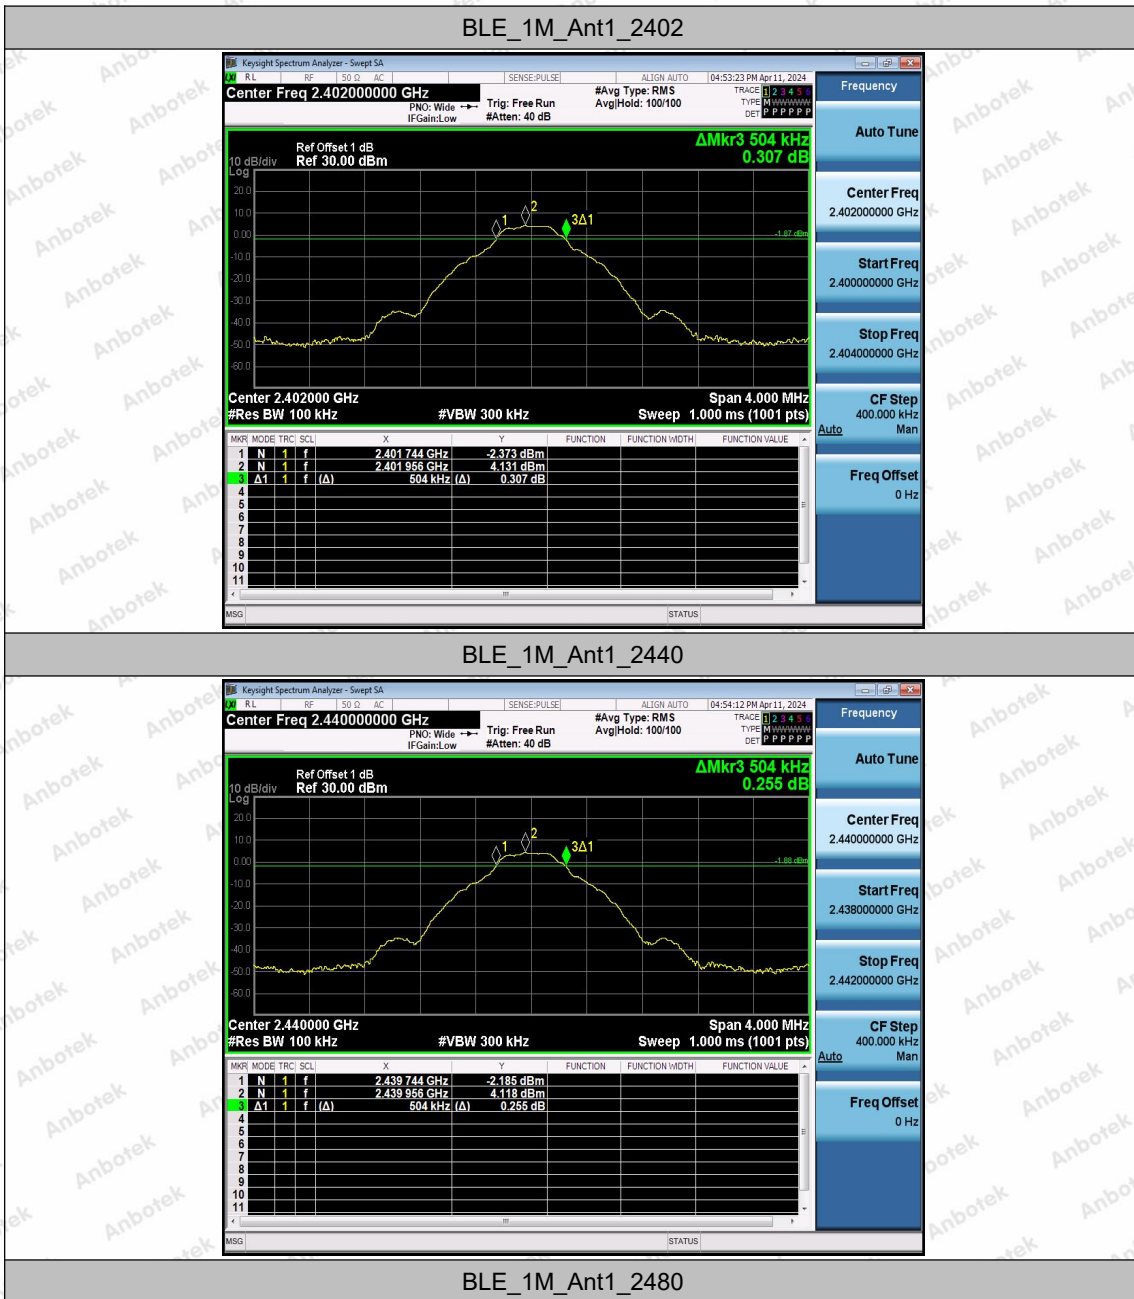 BLE_1M_Ant1_2402
Keysight Spectrum Analyzer - Swept SA
RL RF 50 Ω AC SENSE:PULSE ALIGN AUTO 04:53:23 PM Apr 11, 2024
Center Freq 2.402000000 GHz
PNO: Wide
IFGain:Low
Trig: Free Run
#Atten: 40 dB
#Avg Type: RMS
Avg|Hold: 100/100
TRACE 1 2 3 4 5 6
TYPE M WWWWW
DET P P P P P P
Frequency
Auto Tune
Center Freq
2.402000000 GHz
Start Freq
2.400000000 GHz
Stop Freq
2.404000000 GHz
CF Step
400.000 kHz
Auto Man
Freq Offset
0 Hz
ΔMkr3 504 kHz
0.307 dB
Ref Offset 1 dB
10 dB/div Ref 30.00 dBm
Log
20.0
10.0
0.00
-10.0
-20.0
-30.0
-40.0
-50.0
-60.0
1
2
3Δ1
-1.87 dBm
Center 2.402000 GHz Span 4.000 MHz
#Res BW 100 kHz #VBW 300 kHz Sweep 1.000 ms (1001 pts)
MKR MODE TRC SCL X Y FUNCTION FUNCTION WIDTH FUNCTION VALUE
1 N 1 f 2.401 744 GHz -2.373 dBm
2 N 1 f 2.401 956 GHz 4.131 dBm
3 Δ1 1 f (Δ) 504 kHz (Δ) 0.307 dB
4
5
6
7
8
9
10
11
MSG STATUS
BLE_1M_Ant1_2440
Keysight Spectrum Analyzer - Swept SA
RL RF 50 Ω AC SENSE:PULSE ALIGN AUTO 04:54:12 PM Apr 11, 2024
Center Freq 2.440000000 GHz
PNO: Wide
IFGain:Low
Trig: Free Run
#Atten: 40 dB
#Avg Type: RMS
Avg|Hold: 100/100
TRACE 1 2 3 4 5 6
TYPE M WWWWW
DET P P P P P P
Frequency
Auto Tune
Center Freq
2.440000000 GHz
Start Freq
2.438000000 GHz
Stop Freq
2.442000000 GHz
CF Step
400.000 kHz
Auto Man
Freq Offset
0 Hz
ΔMkr3 504 kHz
0.255 dB
Ref Offset 1 dB
10 dB/div Ref 30.00 dBm
Log
20.0
10.0
0.00
-10.0
-20.0
-30.0
-40.0
-50.0
-60.0
1
2
3Δ1
-1.88 dBm
Center 2.440000 GHz Span 4.000 MHz
#Res BW 100 kHz #VBW 300 kHz Sweep 1.000 ms (1001 pts)
MKR MODE TRC SCL X Y FUNCTION FUNCTION WIDTH FUNCTION VALUE
1 N 1 f 2.439 744 GHz -2.185 dBm
2 N 1 f 2.439 956 GHz 4.118 dBm
3 Δ1 1 f (Δ) 504 kHz (Δ) 0.255 dB
4
5
6
7
8
9
10
11
MSG STATUS
BLE_1M_Ant1_2480